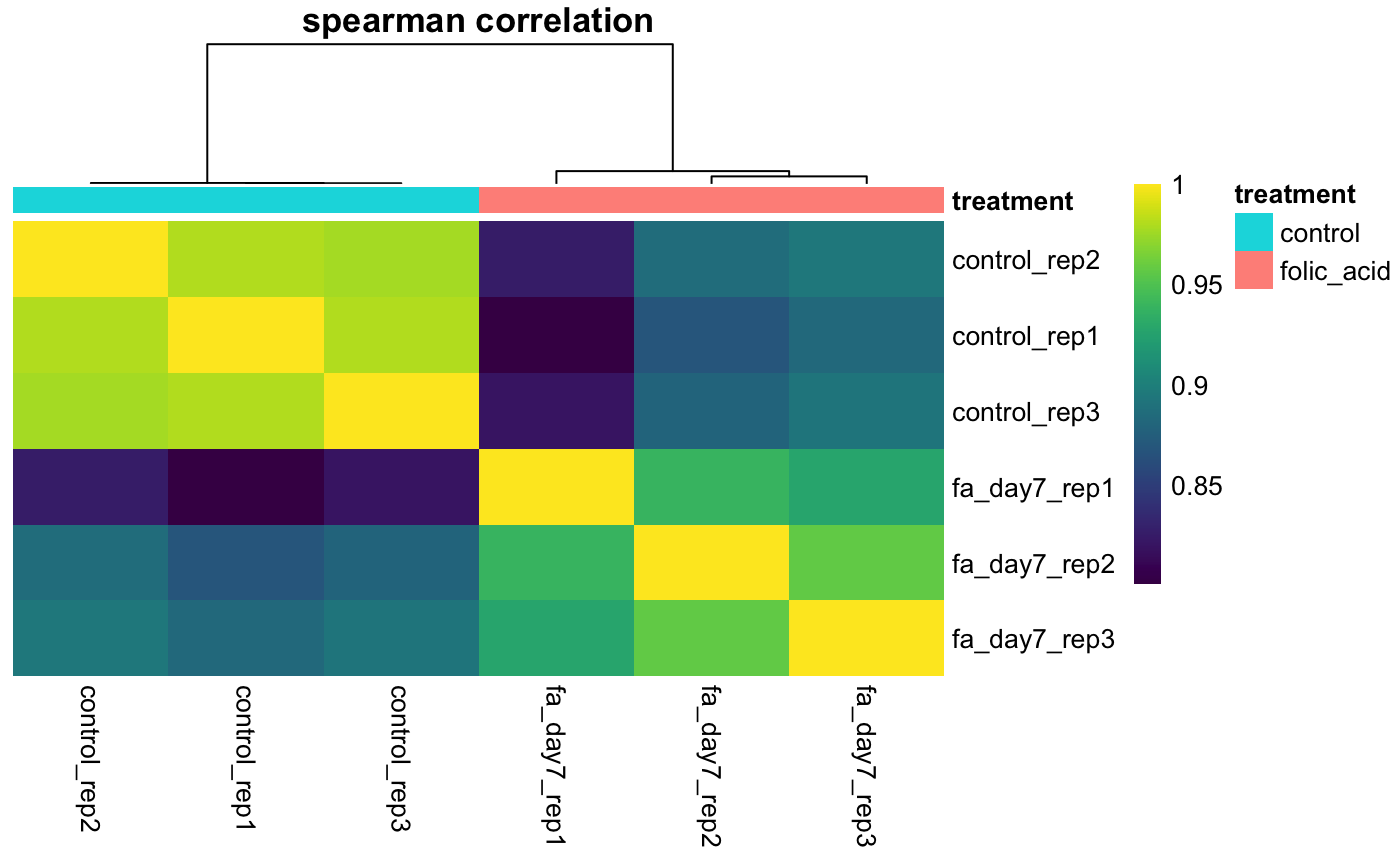 spearman correlation
treatment
control_rep2
control_rep1
control_rep3
fa_day7_rep1
fa_day7_rep2
fa_day7_rep3
control_rep2
control_rep1
control_rep3
fa_day7_rep1
fa_day7_rep2
fa_day7_rep3
1
0.95
0.9
0.85
treatment
control
folic_acid